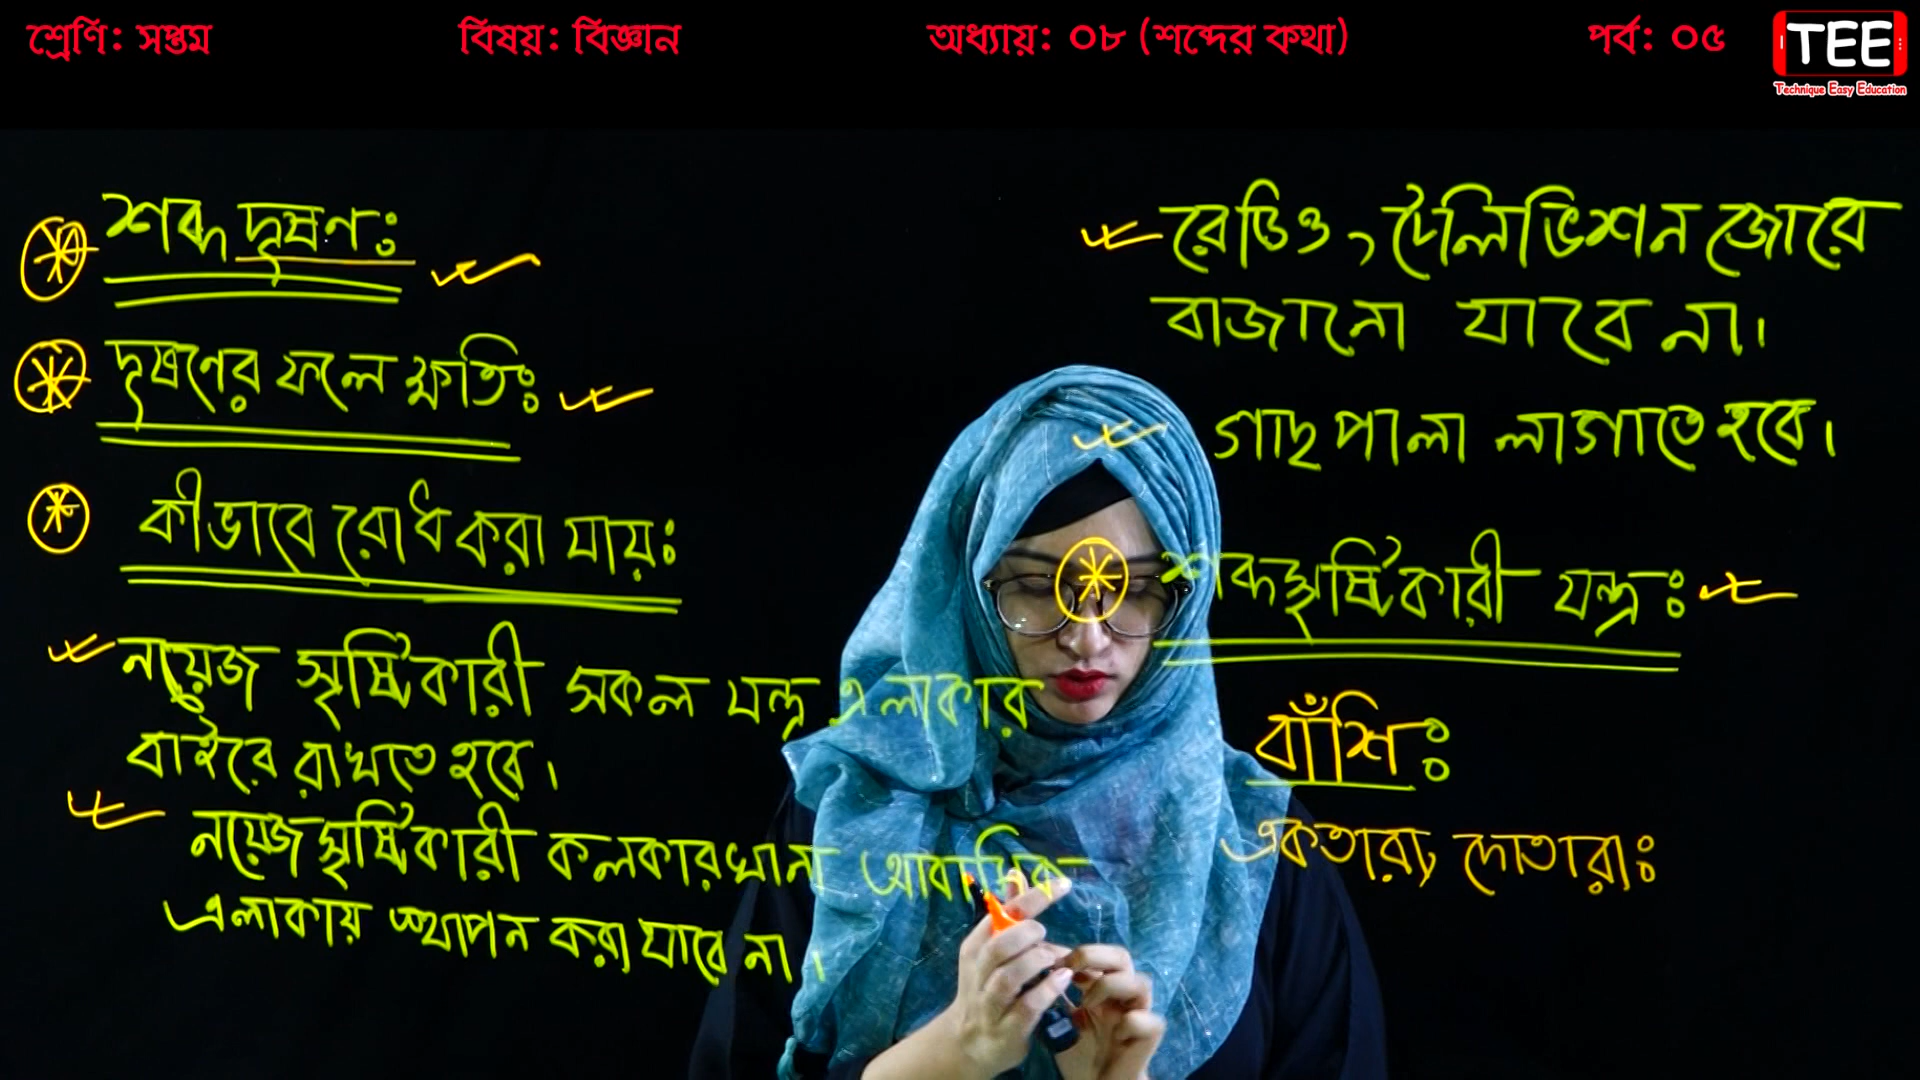 শ্রেণি: সপ্তম
বিষয়: বিজ্ঞান
অধ্যায়: ০৮ (শব্দের কথা)
পর্ব: ০৫
TEE
Technique Easy Education
শব্দ দূষণঃ
দূষণের ফলে ক্ষতিঃ
কীভাবে রোধ করা যায়ঃ
নয়েজ সৃষ্টিকারী সকল যন্ত্র এলাকার
বাইরে রাখতে হবে।
নয়েজ সৃষ্টিকারী কলকারখানা আবাসিক
এলাকায় স্থাপন করা যাবে না।
রেডিও, টেলিভিশন জোরে
বাজানো যাবে না।
গাছপালা লাগাতে হবে।
শব্দসৃষ্টিকারী যন্ত্রঃ
বাঁশিঃ
একতারা, দোতারাঃ